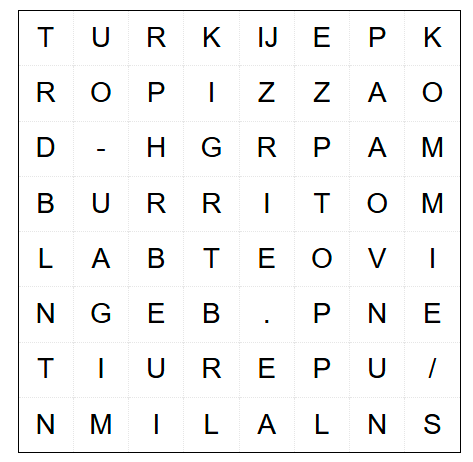 T U R K IJ E P K
R O P I Z Z A O
D - H G R P A M
B U R R I T O M
L A B T E O V I
N G E B . P N E
T I U R E P U /
N M I L A L N S